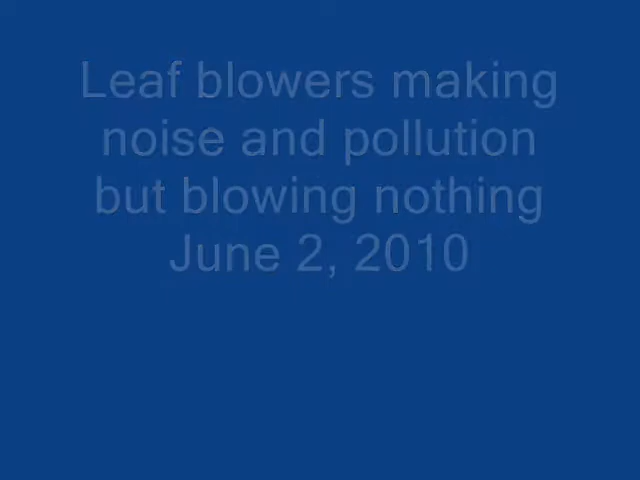 Leaf blowers making
noise and pollution
but blowing nothing
June 2, 2010